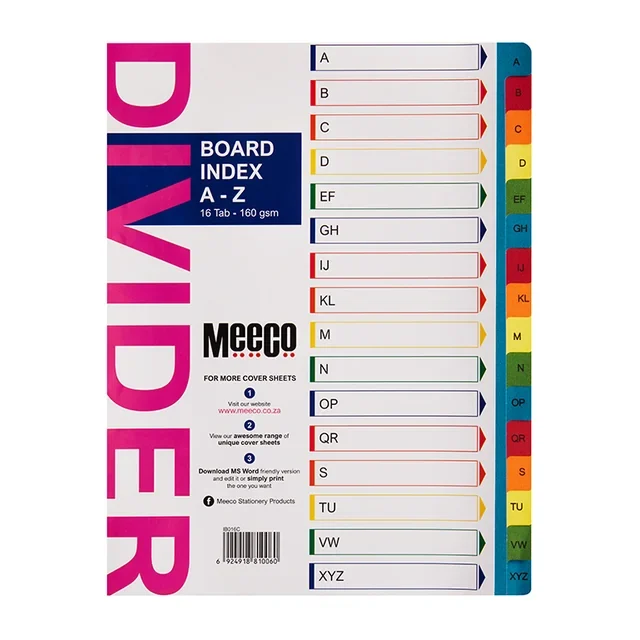 DIVIDER
BOARD
INDEX
A - Z
16 Tab - 160 gsm
MEECO
FOR MORE COVER SHEETS
1
Visit our website
www.meeco.co.za
2
View our awesome range of
unique cover sheets
3
Download MS Word friendly version
and edit it or simply print
the one you want
Meeco Stationery Products
IB016C
6 924918 810060
A
B
C
D
EF
GH
IJ
KL
M
N
OP
QR
S
TU
VW
XYZ
A
B
C
D
EF
GH
IJ
KL
M
N
OP
QR
S
TU
VW
XYZ